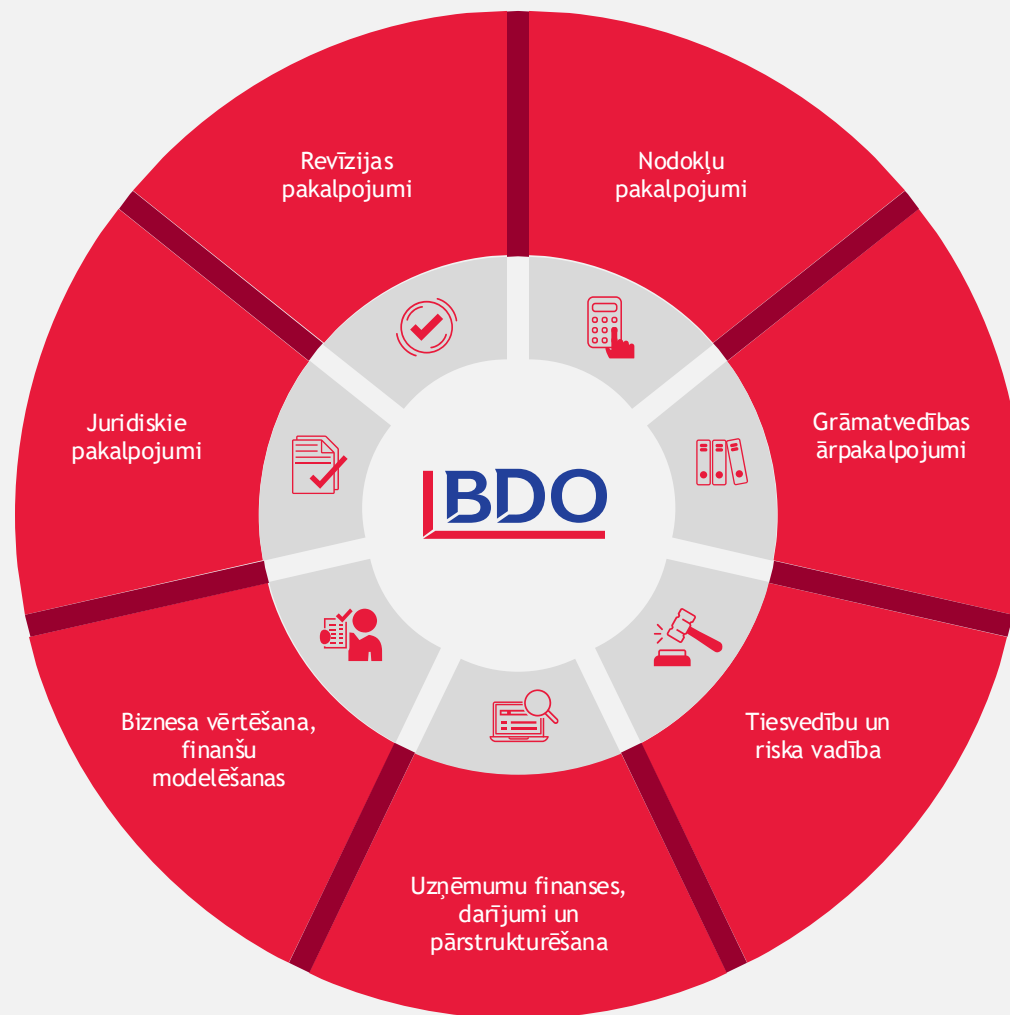 Revīzijas
pakalpojumi
Nodokļu
pakalpojumi
Juridiskie
pakalpojumi
Grāmatvedības
ārpakalpojumi
BDO
Biznesa vērtēšana,
finanšu
modelēšanas
Tiesvedību un
riska vadība
Uzņēmumu finanses,
darījumi un
pārstrukturēšana